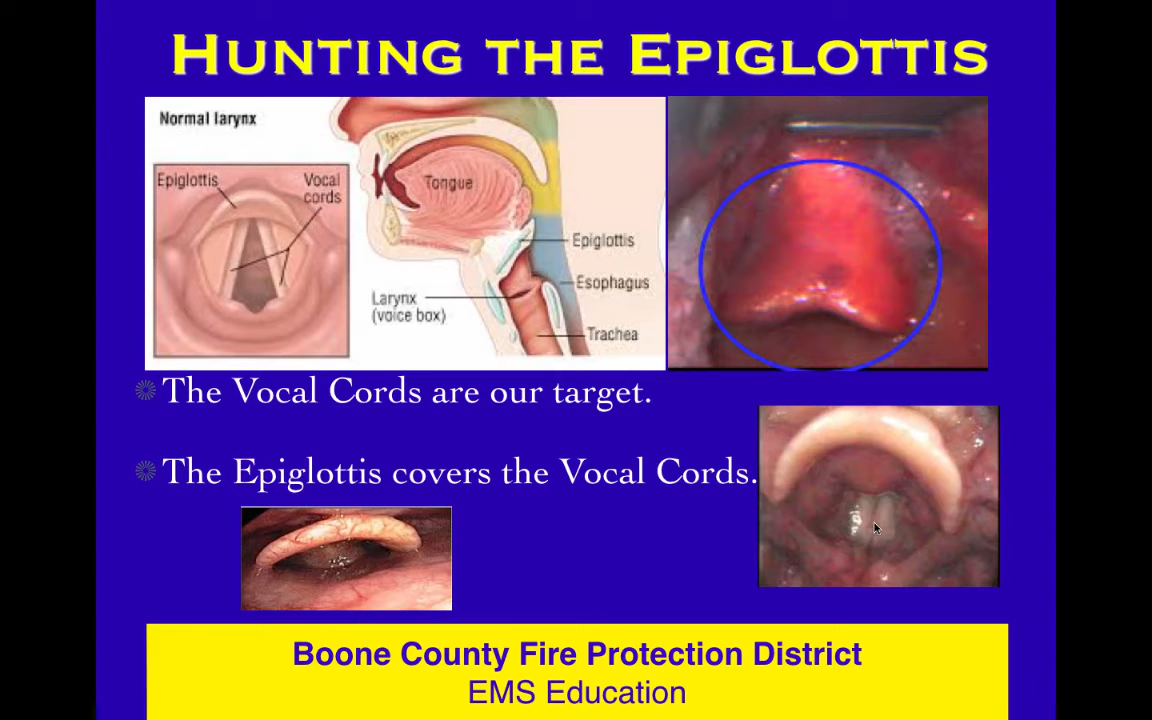 HUNTING THE EPIGLOTTIS
Normal larynx
Epiglottis
Vocal
cords
Tongue
Epiglottis
Esophagus
Larynx
(voice box)
Trachea
The Vocal Cords are our target.
The Epiglottis covers the Vocal Cords.
Boone County Fire Protection District
EMS Education